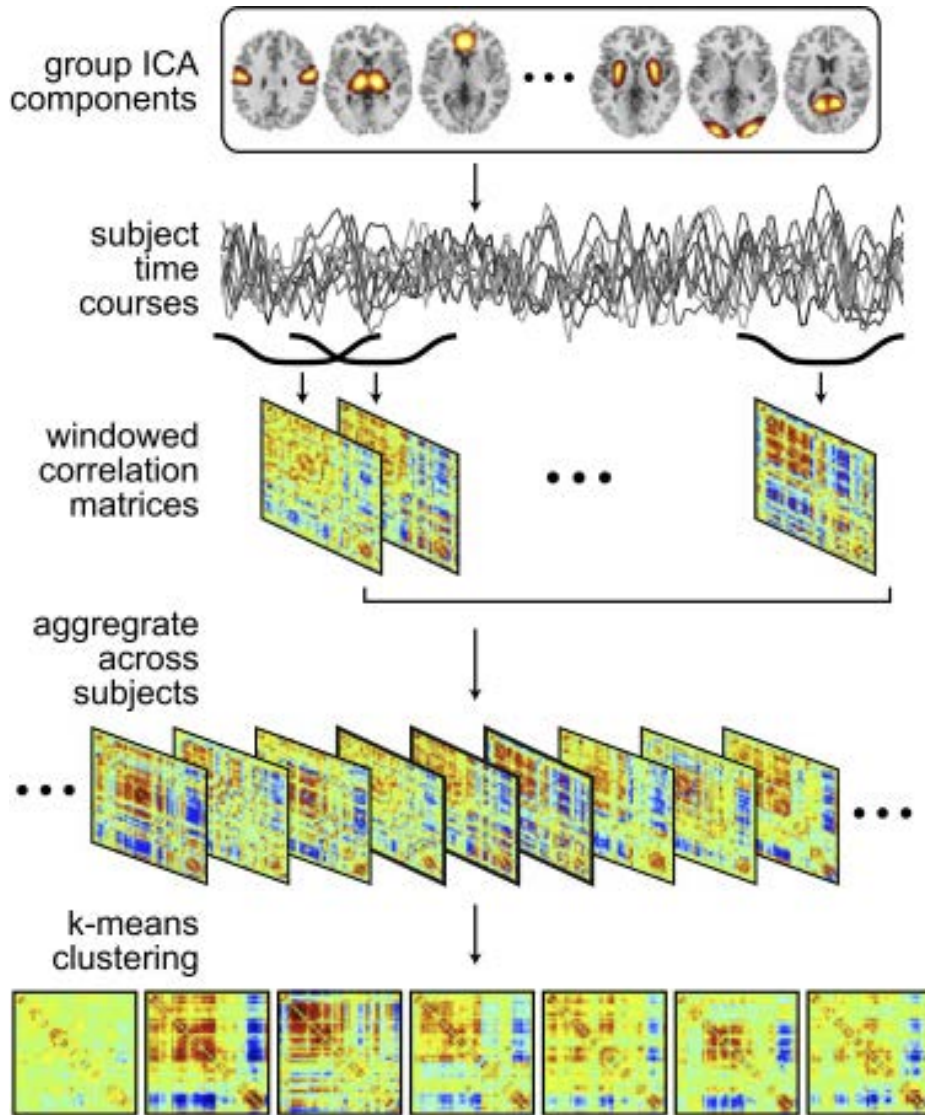 group ICA
components
subject
time
courses
windowed
correlation
matrices
aggregrate
across
subjects
k-means
clustering